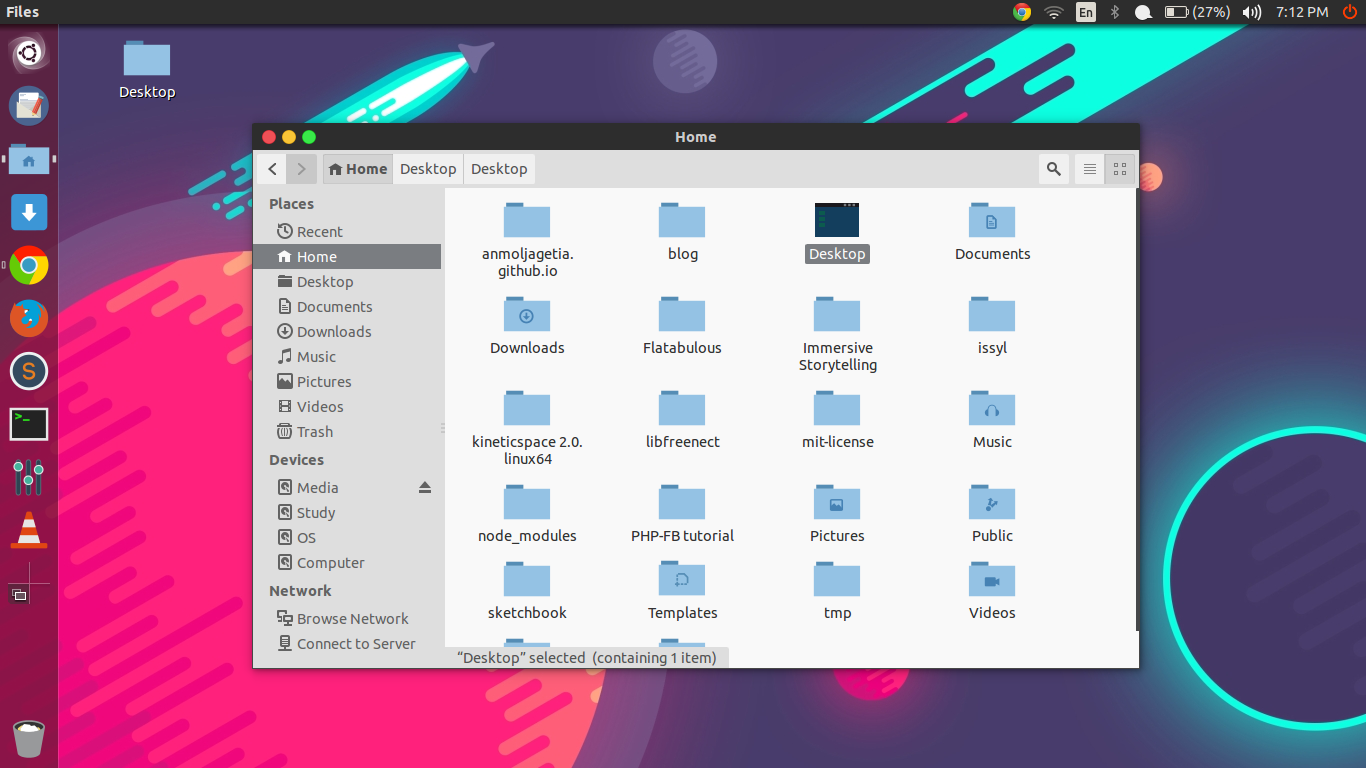 Files
En
(27%)
7:12 PM
Desktop
Home
Home
Desktop
Desktop
Places
Recent
Home
Desktop
Documents
Downloads
Music
Pictures
Videos
Trash
Devices
Media
Study
OS
Computer
Network
Browse Network
Connect to Server
anmoljagetia.
github.io
blog
Desktop
Documents
Downloads
Flatabulous
Immersive
Storytelling
issyl
kineticspace 2.0.
linux64
libfreenect
mit-license
Music
node_modules
PHP-FB tutorial
Pictures
Public
sketchbook
Templates
tmp
Videos
“Desktop” selected (containing 1 item)
S
>_